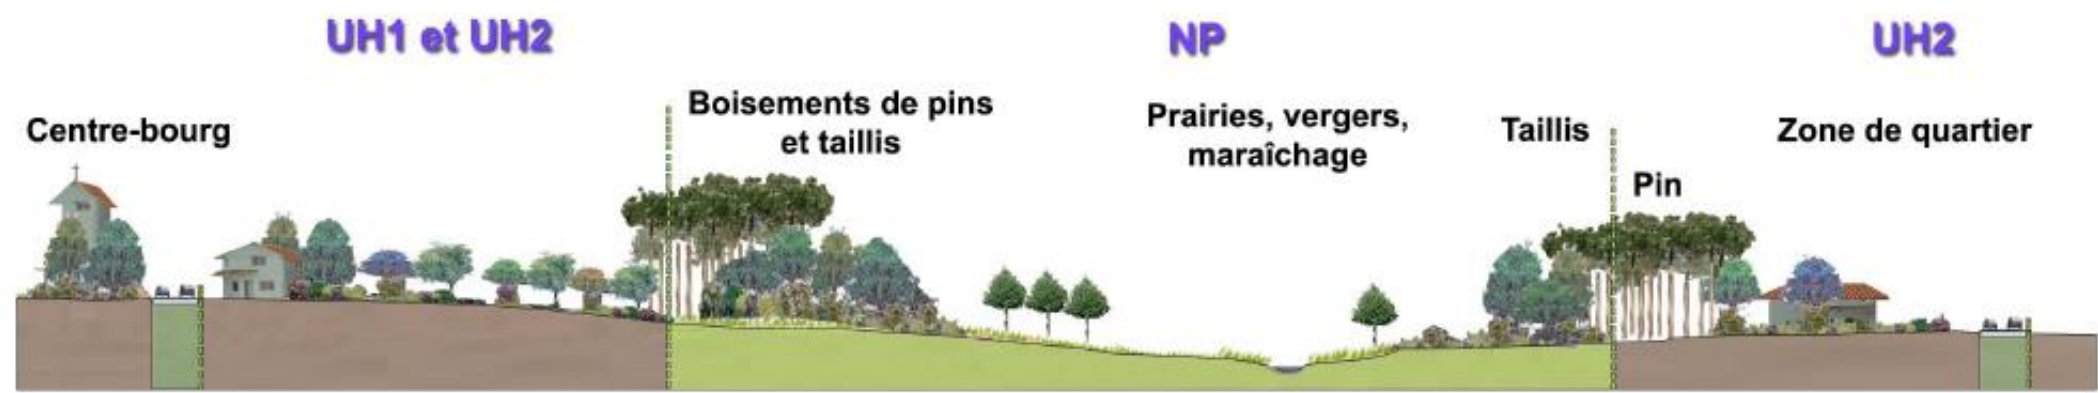 UH1 et UH2
NP
UH2
Centre-bourg
Boisements de pins
et taillis
Prairies, vergers,
maraîchage
Taillis
Pin
Zone de quartier